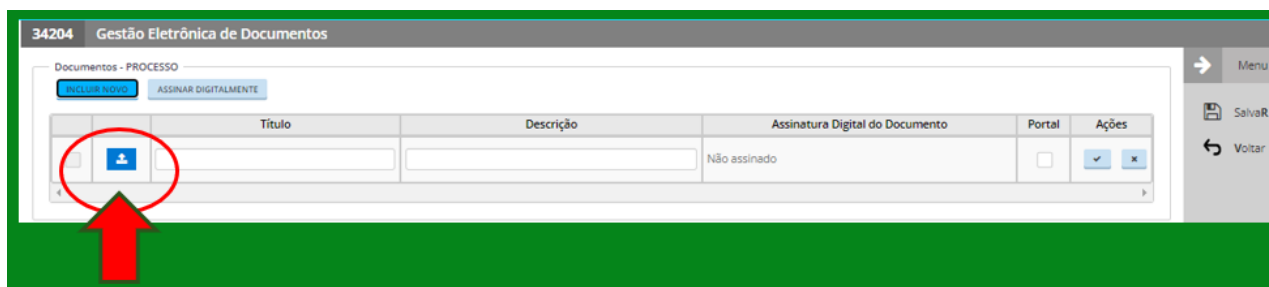 34204 Gestão Eletrônica de Documentos
Menu
Documentos - PROCESSO
INCLUIR NOVO ASSINAR DIGITALMENTE
SalvaR
Título Descrição Assinatura Digital do Documento Portal Ações
Voltar
Não assinado